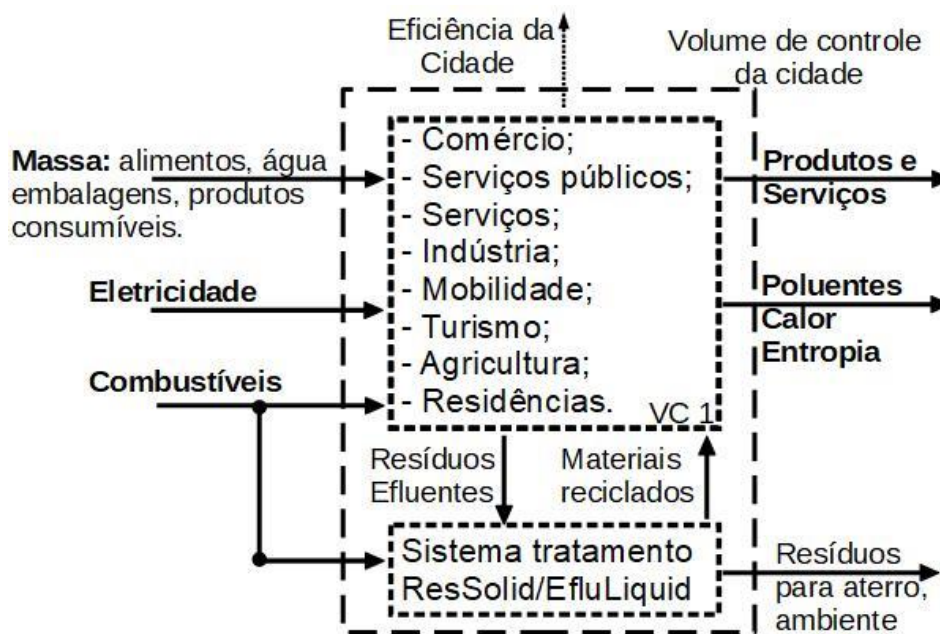 Eficiência da
Cidade
Volume de controle
da cidade
Massa: alimentos, água
embalagens, produtos
consumíveis.
Eletricidade
Combustíveis
- Comércio;
- Serviços públicos;
- Serviços;
- Indústria;
- Mobilidade;
- Turismo;
- Agricultura;
- Residências.
VC 1
Produtos e
Serviços
Poluentes
Calor
Entropia
Resíduos
Efluentes
Materiais
reciclados
Sistema tratamento
ResSolid/EfluLiquid
Resíduos
para aterro,
ambiente